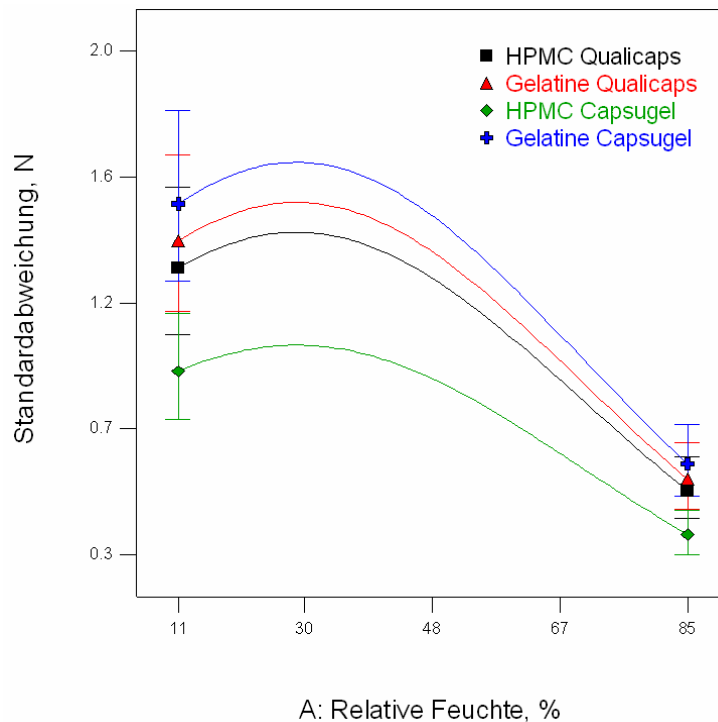 Standardabweichung, N
2.0
1.6
1.2
0.7
0.3
HPMC Qualicaps
Gelatine Qualicaps
HPMC Capsugel
Gelatine Capsugel
11 30 48 67 85
A: Relative Feuchte, %